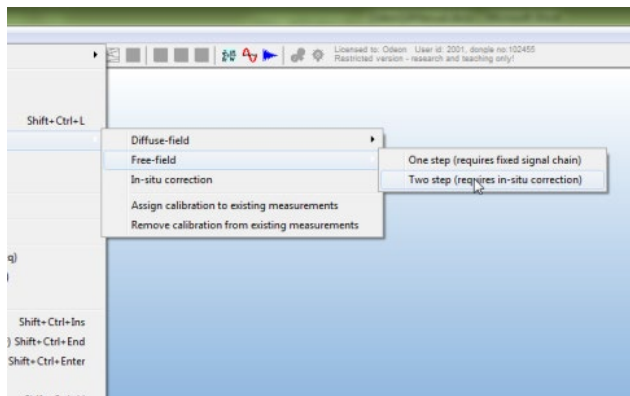 Licensed to: Odeon User id: 2001, dongle no:102455
Restricted version - research and teaching only!
Shift+Ctrl+L
Diffuse-field
Free-field
One step (requires fixed signal chain)
In-situ correction
Two step (requires in-situ correction)
Assign calibration to existing measurements
Remove calibration from existing measurements
q)
)
Shift+Ctrl+Ins
) Shift+Ctrl+End
Shift+Ctrl+Enter